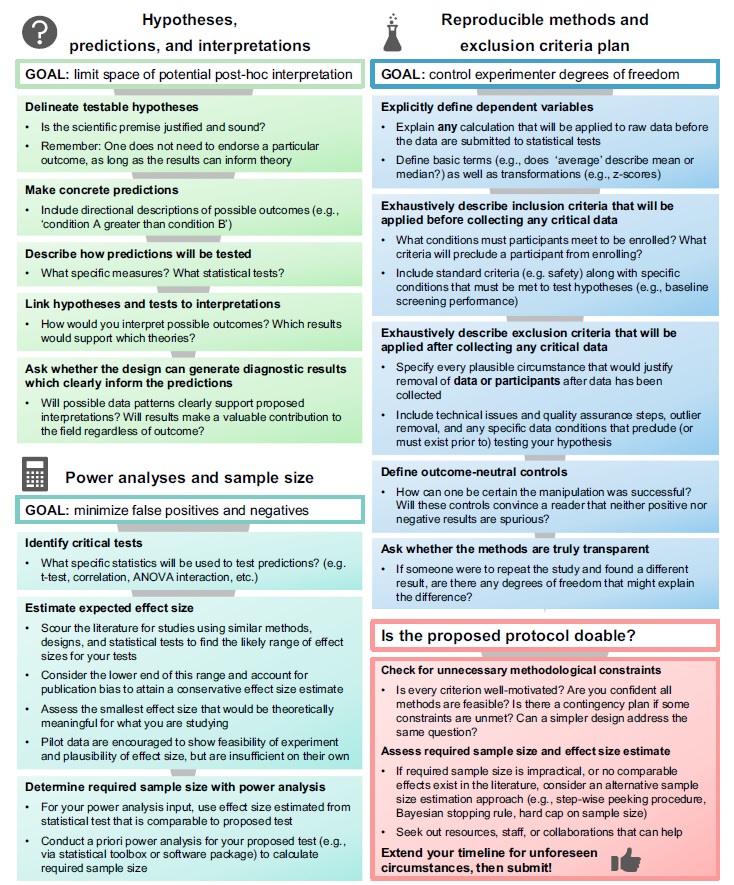 Hypotheses,
predictions, and interpretations
GOAL: limit space of potential post-hoc interpretation
Delineate testable hypotheses
• Is the scientific premise justified and sound?
• Remember: One does not need to endorse a particular
outcome, as long as the results can inform theory
Make concrete predictions
• Include directional descriptions of possible outcomes (e.g.,
‘condition A greater than condition B’)
Describe how predictions will be tested
• What specific measures? What statistical tests?
Link hypotheses and tests to interpretations
• How would you interpret possible outcomes? Which results
would support which theories?
Ask whether the design can generate diagnostic results
which clearly inform the predictions
• Will possible data patterns clearly support proposed
interpretations? Will results make a valuable contribution to
the field regardless of outcome?
Power analyses and sample size
GOAL: minimize false positives and negatives
Identify critical tests
• What specific statistics will be used to test predictions? (e.g.
t-test, correlation, ANOVA interaction, etc.)
Estimate expected effect size
• Scour the literature for studies using similar methods,
designs, and statistical tests to find the likely range of effect
sizes for your tests
• Consider the lower end of this range and account for
publication bias to attain a conservative effect size estimate
• Assess the smallest effect size that would be theoretically
meaningful for what you are studying
• Pilot data are encouraged to show feasibility of experiment
and plausibility of effect size, but are insufficient on their own
Determine required sample size with power analysis
• For your power analysis input, use effect size estimated from
statistical test that is comparable to proposed test
• Conduct a priori power analysis for your proposed test (e.g.,
via statistical toolbox or software package) to calculate
required sample size
Reproducible methods and
exclusion criteria plan
GOAL: control experimenter degrees of freedom
Explicitly define dependent variables
• Explain any calculation that will be applied to raw data before
the data are submitted to statistical tests
• Define basic terms (e.g., does ‘average’ describe mean or
median?) as well as transformations (e.g., z-scores)
Exhaustively describe inclusion criteria that will be
applied before collecting any critical data
• What conditions must participants meet to be enrolled? What
criteria will preclude a participant from enrolling?
• Include standard criteria (e.g. safety) along with specific
conditions that must be met to test hypotheses (e.g., baseline
screening performance)
Exhaustively describe exclusion criteria that will be
applied after collecting any critical data
• Specify every plausible circumstance that would justify
removal of data or participants after data has been
collected
• Include technical issues and quality assurance steps, outlier
removal, and any specific data conditions that preclude (or
must exist prior to) testing your hypothesis
Define outcome-neutral controls
• How can one be certain the manipulation was successful?
Will these controls convince a reader that neither positive nor
negative results are spurious?
Ask whether the methods are truly transparent
• If someone were to repeat the study and found a different
result, are there any degrees of freedom that might explain
the difference?
Is the proposed protocol doable?
Check for unnecessary methodological constraints
• Is every criterion well-motivated? Are you confident all
methods are feasible? Is there a contingency plan if some
constraints are unmet? Can a simpler design address the
same question?
Assess required sample size and effect size estimate
• If required sample size is impractical, or no comparable
effects exist in the literature, consider an alternative sample
size estimation approach (e.g., step-wise peeking procedure,
Bayesian stopping rule, hard cap on sample size)
• Seek out resources, staff, or collaborations that can help
Extend your timeline for unforeseen
circumstances, then submit!